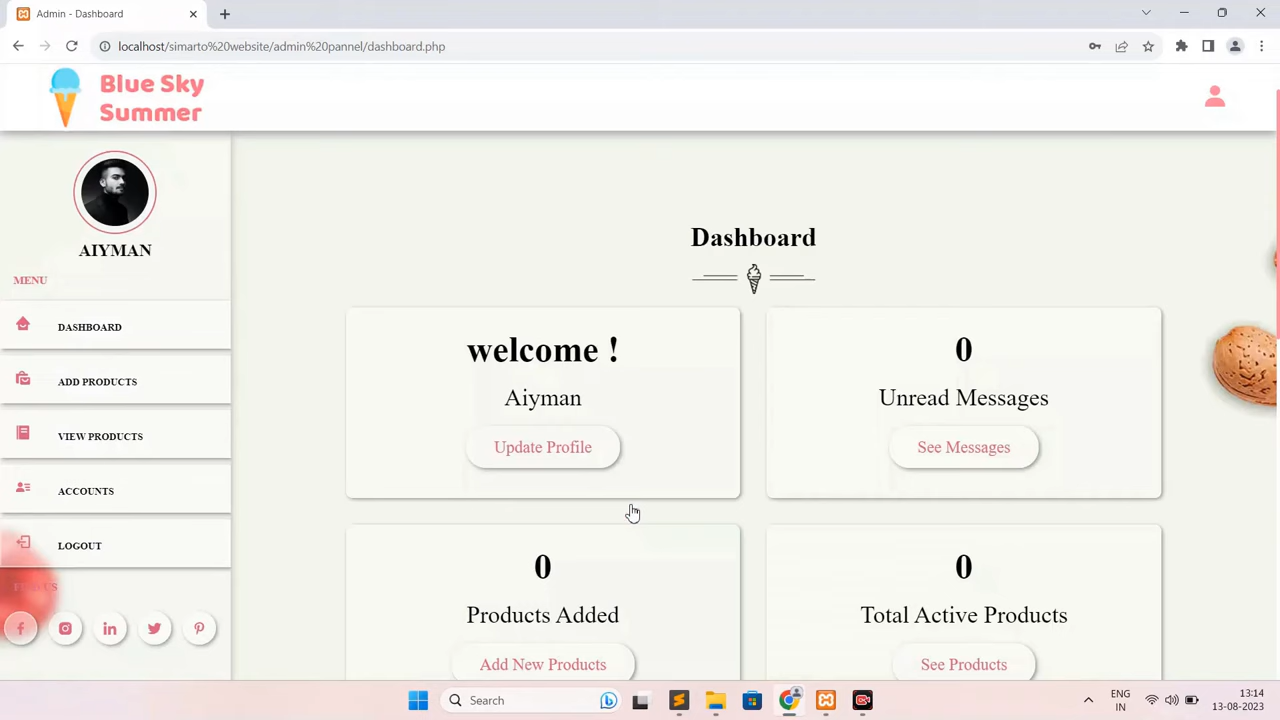 Admin - Dashboard
localhost/simarto%20website/admin%20pannel/dashboard.php
Blue Sky
Summer
AIYMAN
MENU
DASHBOARD
ADD PRODUCTS
VIEW PRODUCTS
ACCOUNTS
LOGOUT
FIND US
Dashboard
welcome !
Aiyman
Update Profile
0
Unread Messages
See Messages
0
Products Added
Add New Products
0
Total Active Products
See Products
Search
ENG
IN
13:14
13-08-2023